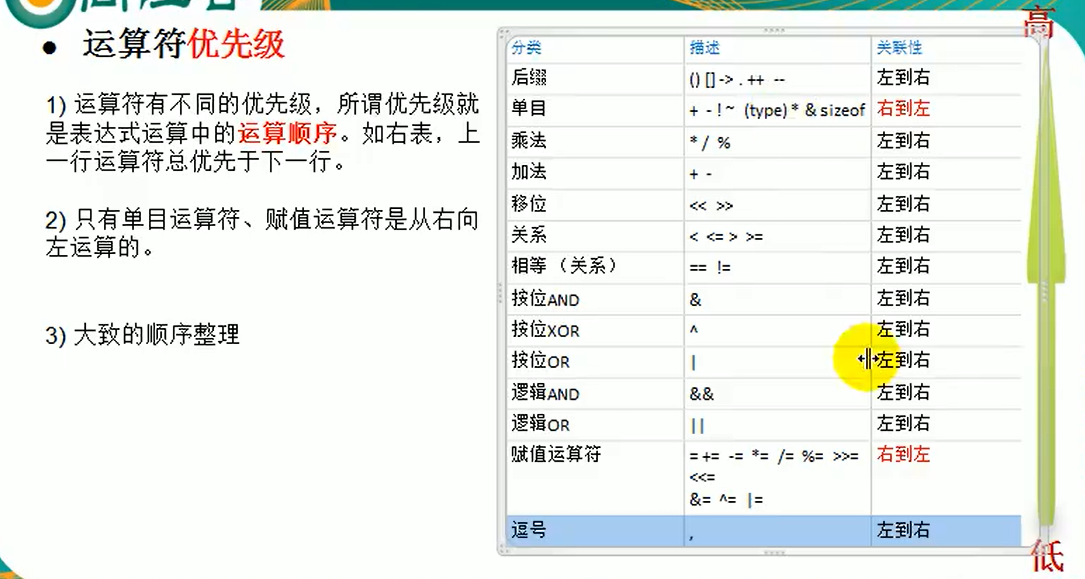 ● 运算符优先级
1) 运算符有不同的优先级，所谓优先级就
是表达式运算中的运算顺序。如右表，上
一行运算符总优先于下一行。
2) 只有单目运算符、赋值运算符是从右向
左运算的。
3) 大致的顺序整理
高
分类 描述 关联性
后缀 () [] -> . ++ -- 左到右
单目 + - ! ~ (type) * & sizeof 右到左
乘法 * / % 左到右
加法 + - 左到右
移位 << >> 左到右
关系 < <= > >= 左到右
相等（关系） == != 左到右
按位AND & 左到右
按位XOR ^ 左到右
按位OR | 左到右
逻辑AND && 左到右
逻辑OR || 左到右
赋值运算符 = += -= *= /= %= >>= 右到左
<<=
&= ^= |=
逗号 , 左到右
低